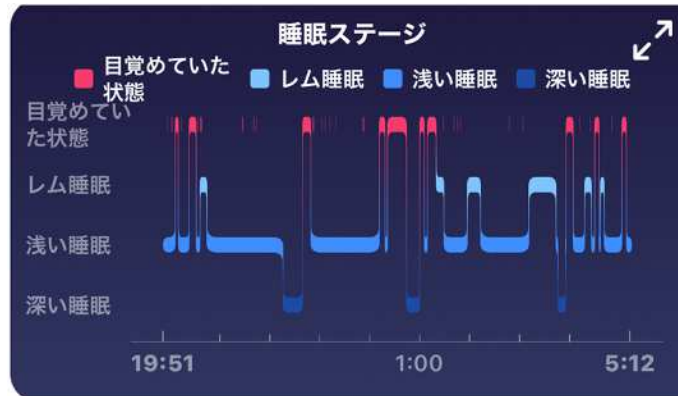 睡眠ステージ
目覚めていた
状態
レム睡眠
浅い睡眠
深い睡眠
目覚めてい
た状態
レム睡眠
浅い睡眠
深い睡眠
19:51
1:00
5:12